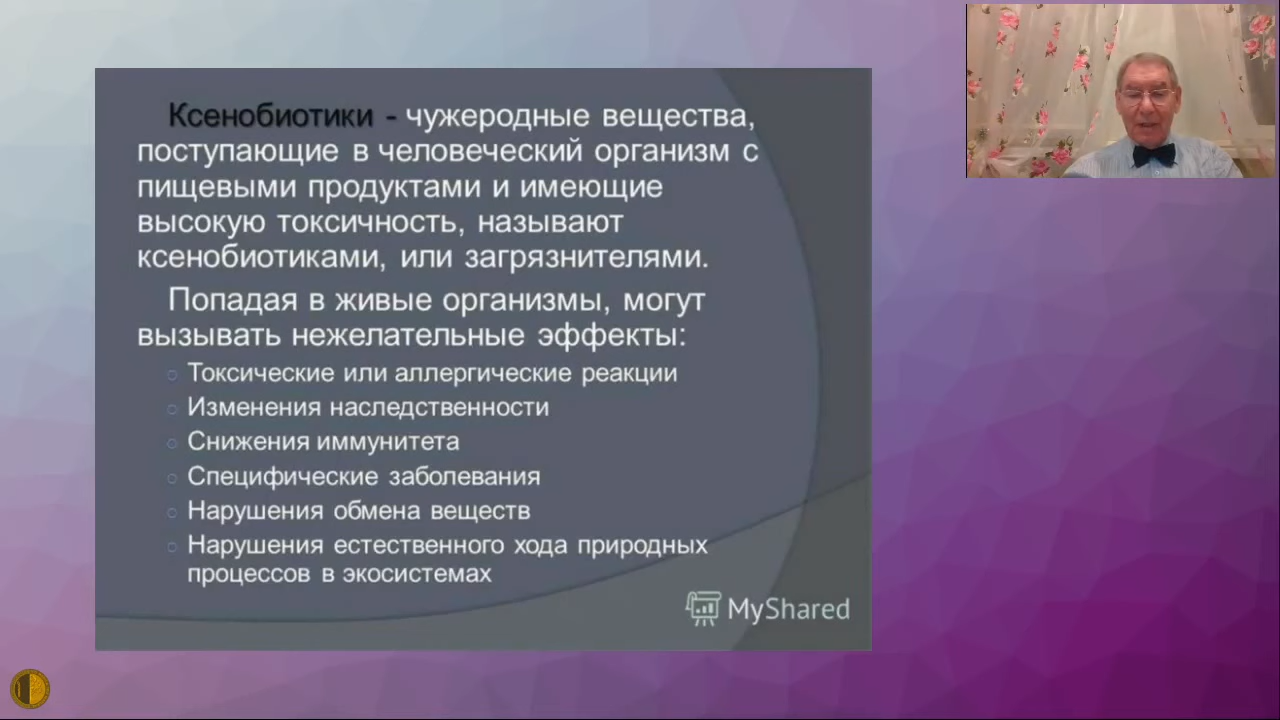 Ксенобиотики - чужеродные вещества,
поступающие в человеческий организм с
пищевыми продуктами и имеющие
высокую токсичность, называют
ксенобиотиками, или загрязнителями.
Попадая в живые организмы, могут
вызывать нежелательные эффекты:
Токсические или аллергические реакции
Изменения наследственности
Снижения иммунитета
Специфические заболевания
Нарушения обмена веществ
Нарушения естественного хода природных
процессов в экосистемах
MyShared